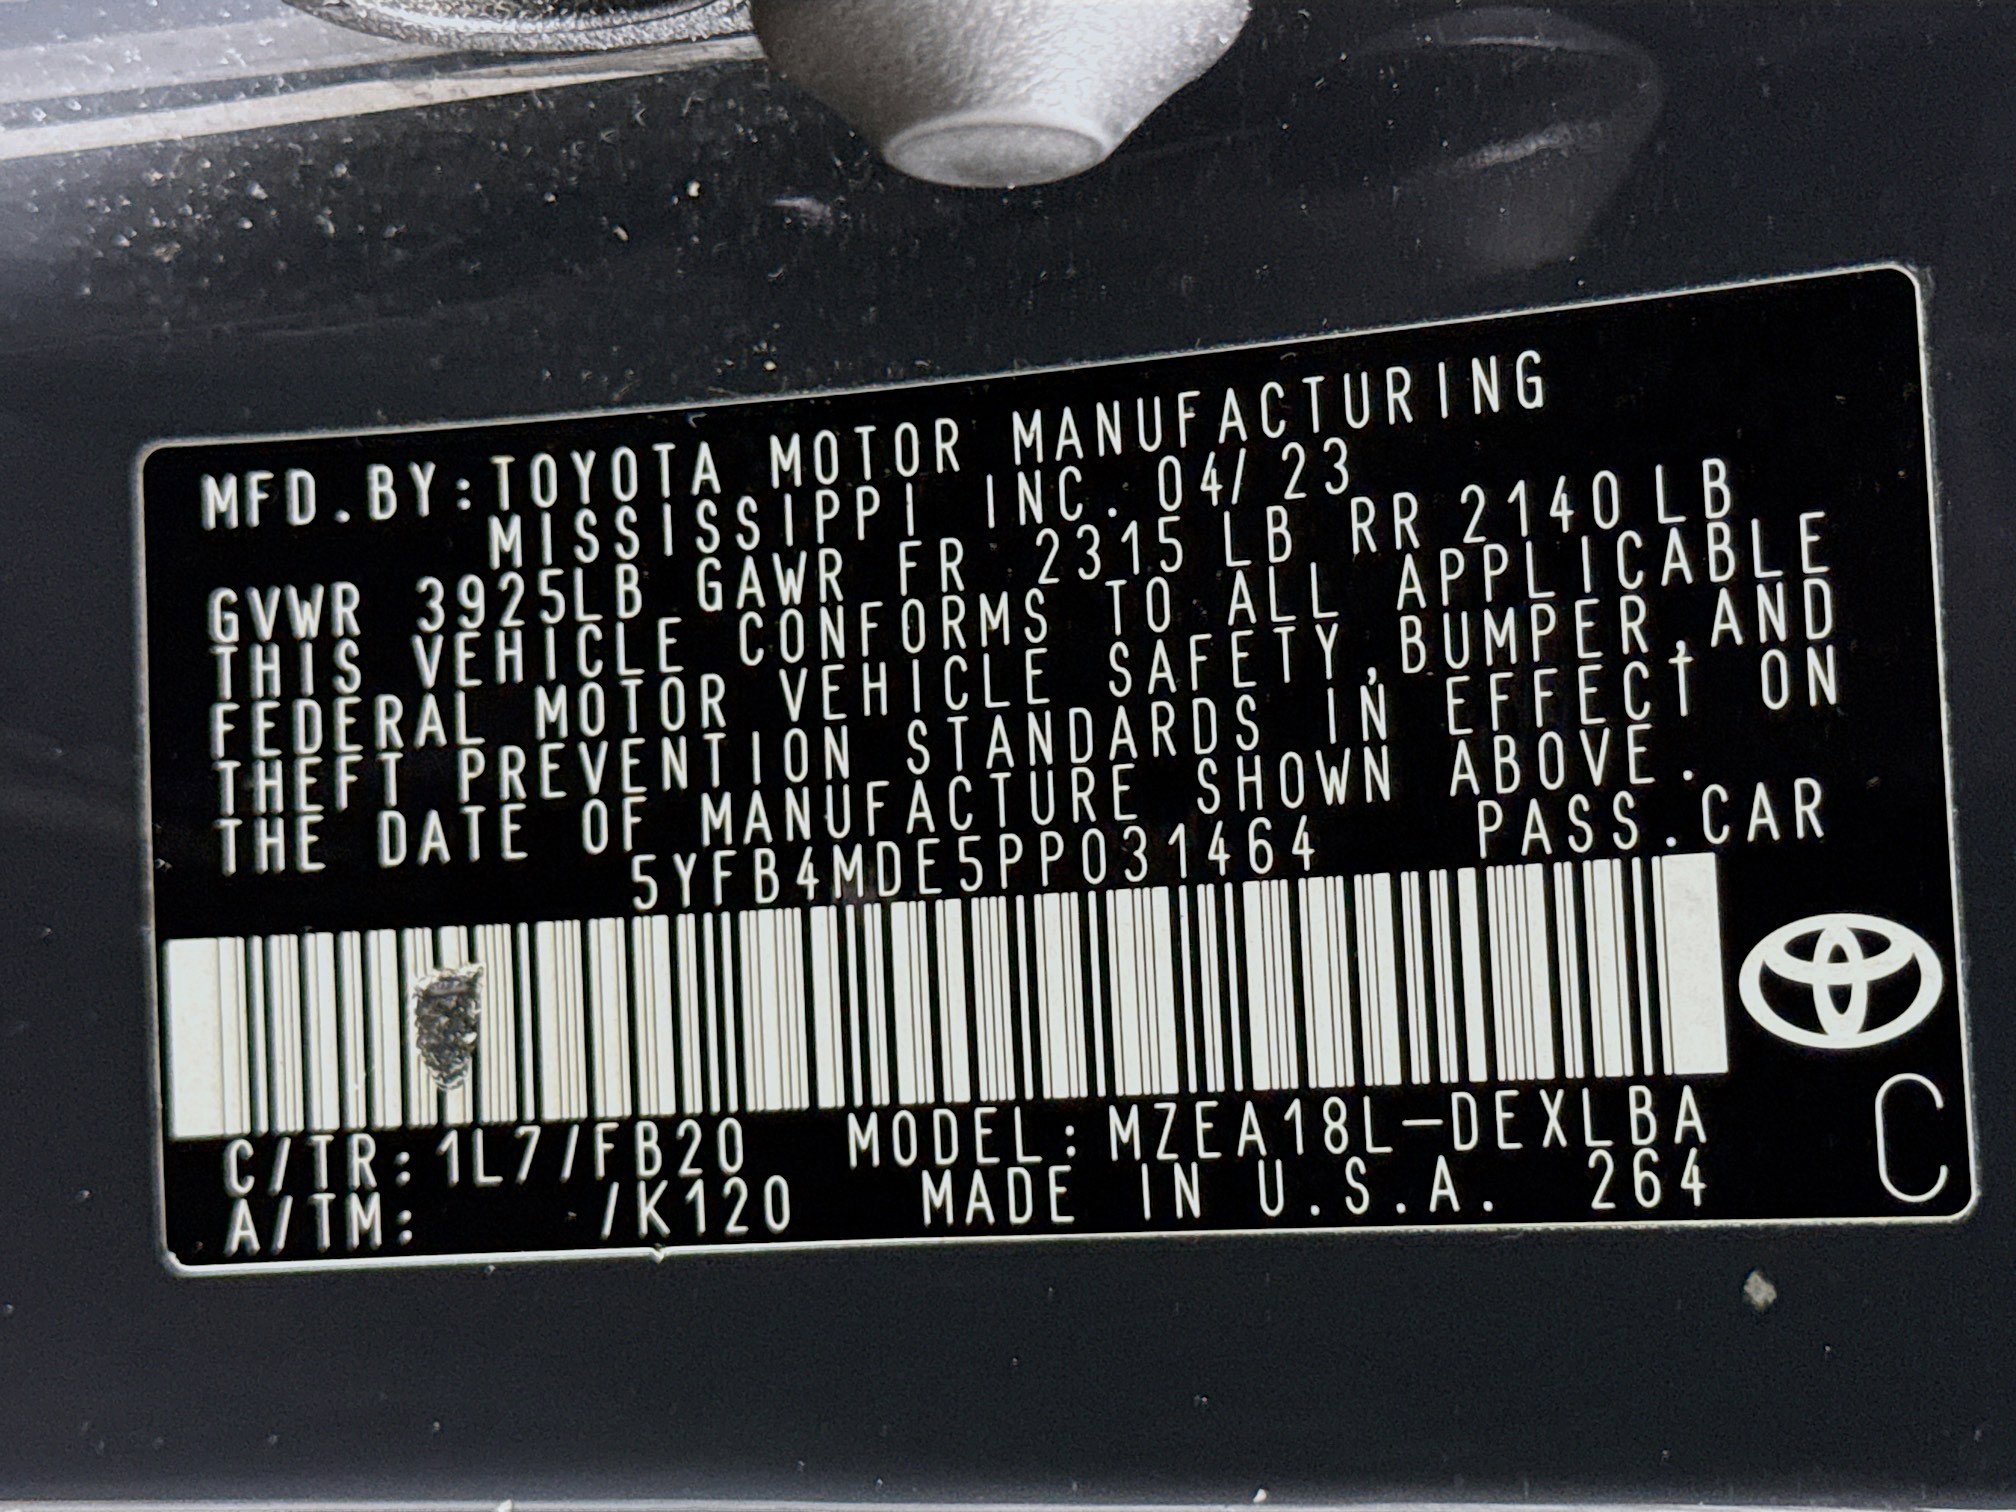 MFD.BY:TOYOTA MOTOR MANUFACTURING
MISSISSIPPI INC. 04/23
GVWR 3925LB GAWR FR 2315 LB RR 2140 LB
THIS VEHICLE CONFORMS TO ALL APPLICABLE
FEDERAL MOTOR VEHICLE SAFETY,BUMPER,AND
THEFT PREVENTION STANDARDS IN EFFECT ON
THE DATE OF MANUFACTURE SHOWN ABOVE.
5YFB4MDE5PP031464 PASS.CAR
C/TR:1L7/FB20 MODEL:MZEA18L-DEXLBA
A/TM: /K120 MADE IN U.S.A. 264
C